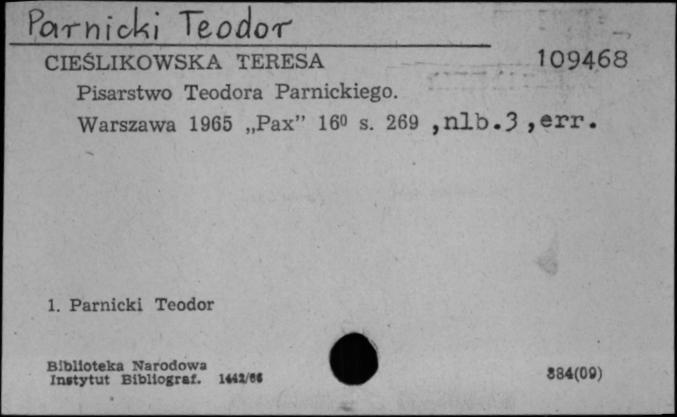 Parnicki Teodor
CIEŚLIKOWSKA TERESA 109468
Pisarstwo Teodora Parnickiego.
Warszawa 1965 „Pax” 16⁰ s. 269 ,nlb.3 ,err.
1. Parnicki Teodor
Biblioteka Narodowa
Instytut Bibliograf. 1442/66 884(09)